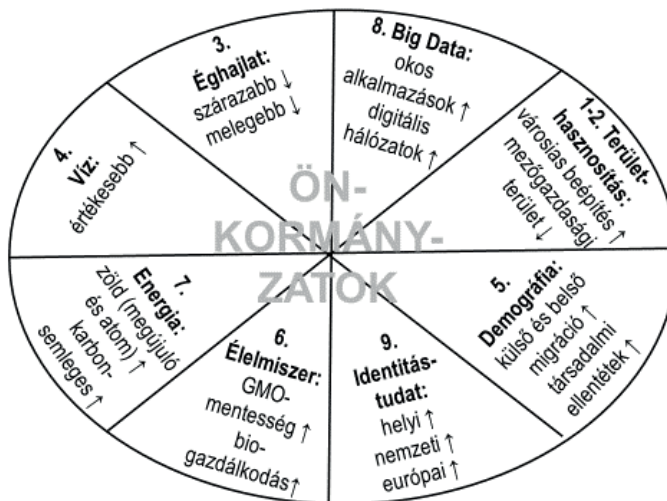 3.
Éghajlat:
szárazabb ↓
melegebb ↓
8. Big Data:
okos
alkalmazások ↑
digitális
hálózatok ↑
1-2. Terület-
hasznosítás:
városias beépítés ↑
mezőgazdasági
terület ↓
4.
Víz:
értékesebb ↑
ÖN-
KORMÁNY-
ZATOK
7.
Energia:
zöld (megújuló
és atom) ↑
karbon-
semleges ↑
6.
Élelmiszer:
GMO-
mentesség ↑
bio-
gazdálkodás↑
9.
Identitás-
tudat:
helyi ↑
nemzeti ↑
európai ↑
5.
Demográfia:
külső és belső
migráció ↑
társadalmi
ellentétek ↑